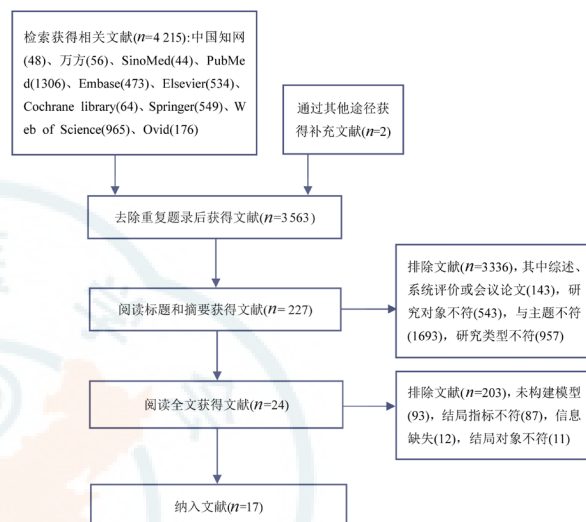 检索获得相关文献(n=4 215):中国知网
(48)、万方(56)、SinoMed(44)、PubMe
d(1306)、Embase(473)、Elsevier(534)、
Cochrane library(64)、Springer(549)、W
eb of Science(965)、Ovid(176)
通过其他途径获
得补充文献(n=2)
去除重复题录后获得文献(n=3 563)
阅读标题和摘要获得文献(n= 227)
排除文献(n=3336), 其中综述、
系统评价或会议论文(143), 研
究对象不符(543), 与主题不符
(1693), 研究类型不符(957)
阅读全文获得文献(n=24)
排除文献(n=203), 未构建模型
(93), 结局指标不符(87), 信息
缺失(12), 结局对象不符(11)
纳入文献(n=17)